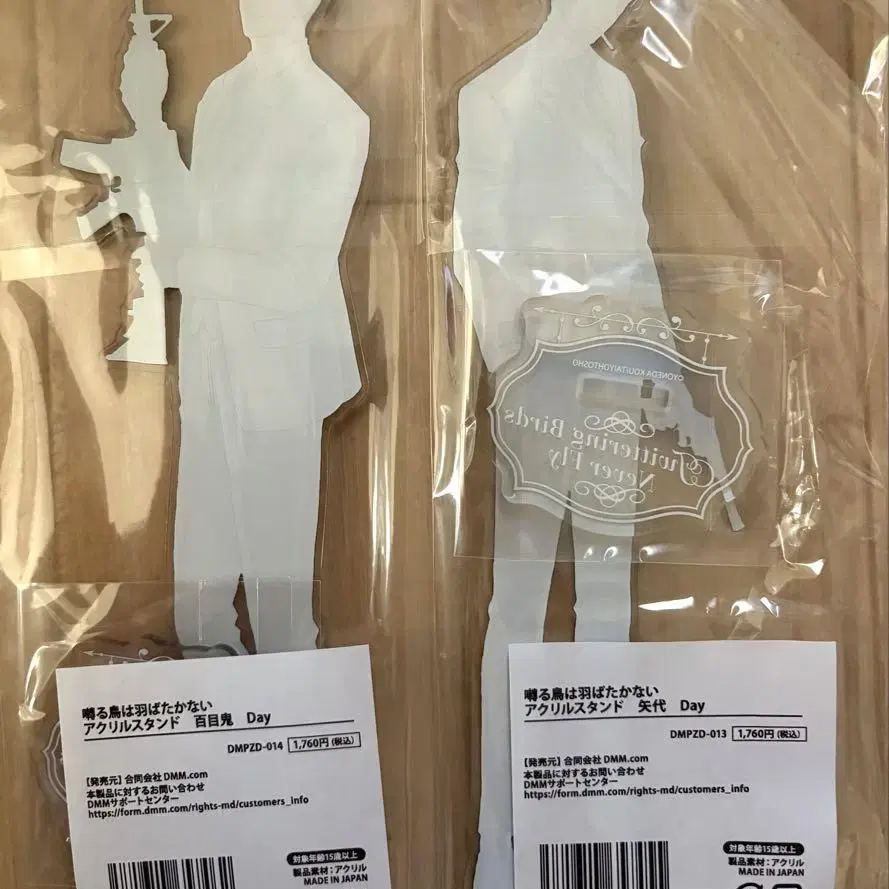 OYONEDA KOU/TAIYOHTOSHO
Twittering Birds
Never Fly
囀る鳥は羽ばたかない
アクリルスタンド 百目鬼 Day
DMPZD-014 1,760円(税込)
【発売元】合同会社 DMM.com
本製品に対するお問い合わせ
DMMサポートセンター
https://form.dmm.com/rights-md/customers_info
対象年齢15歳以上
製品素材:アクリル
MADE IN JAPAN
囀る鳥は羽ばたかない
アクリルスタンド 矢代 Day
DMPZD-013 1,760円(税込)
【発売元】合同会社 DMM.com
本製品に対するお問い合わせ
DMMサポートセンター
https://form.dmm.com/rights-md/customers_info
対象年齢15歳以上
製品素材:アクリル
MADE IN JAPAN